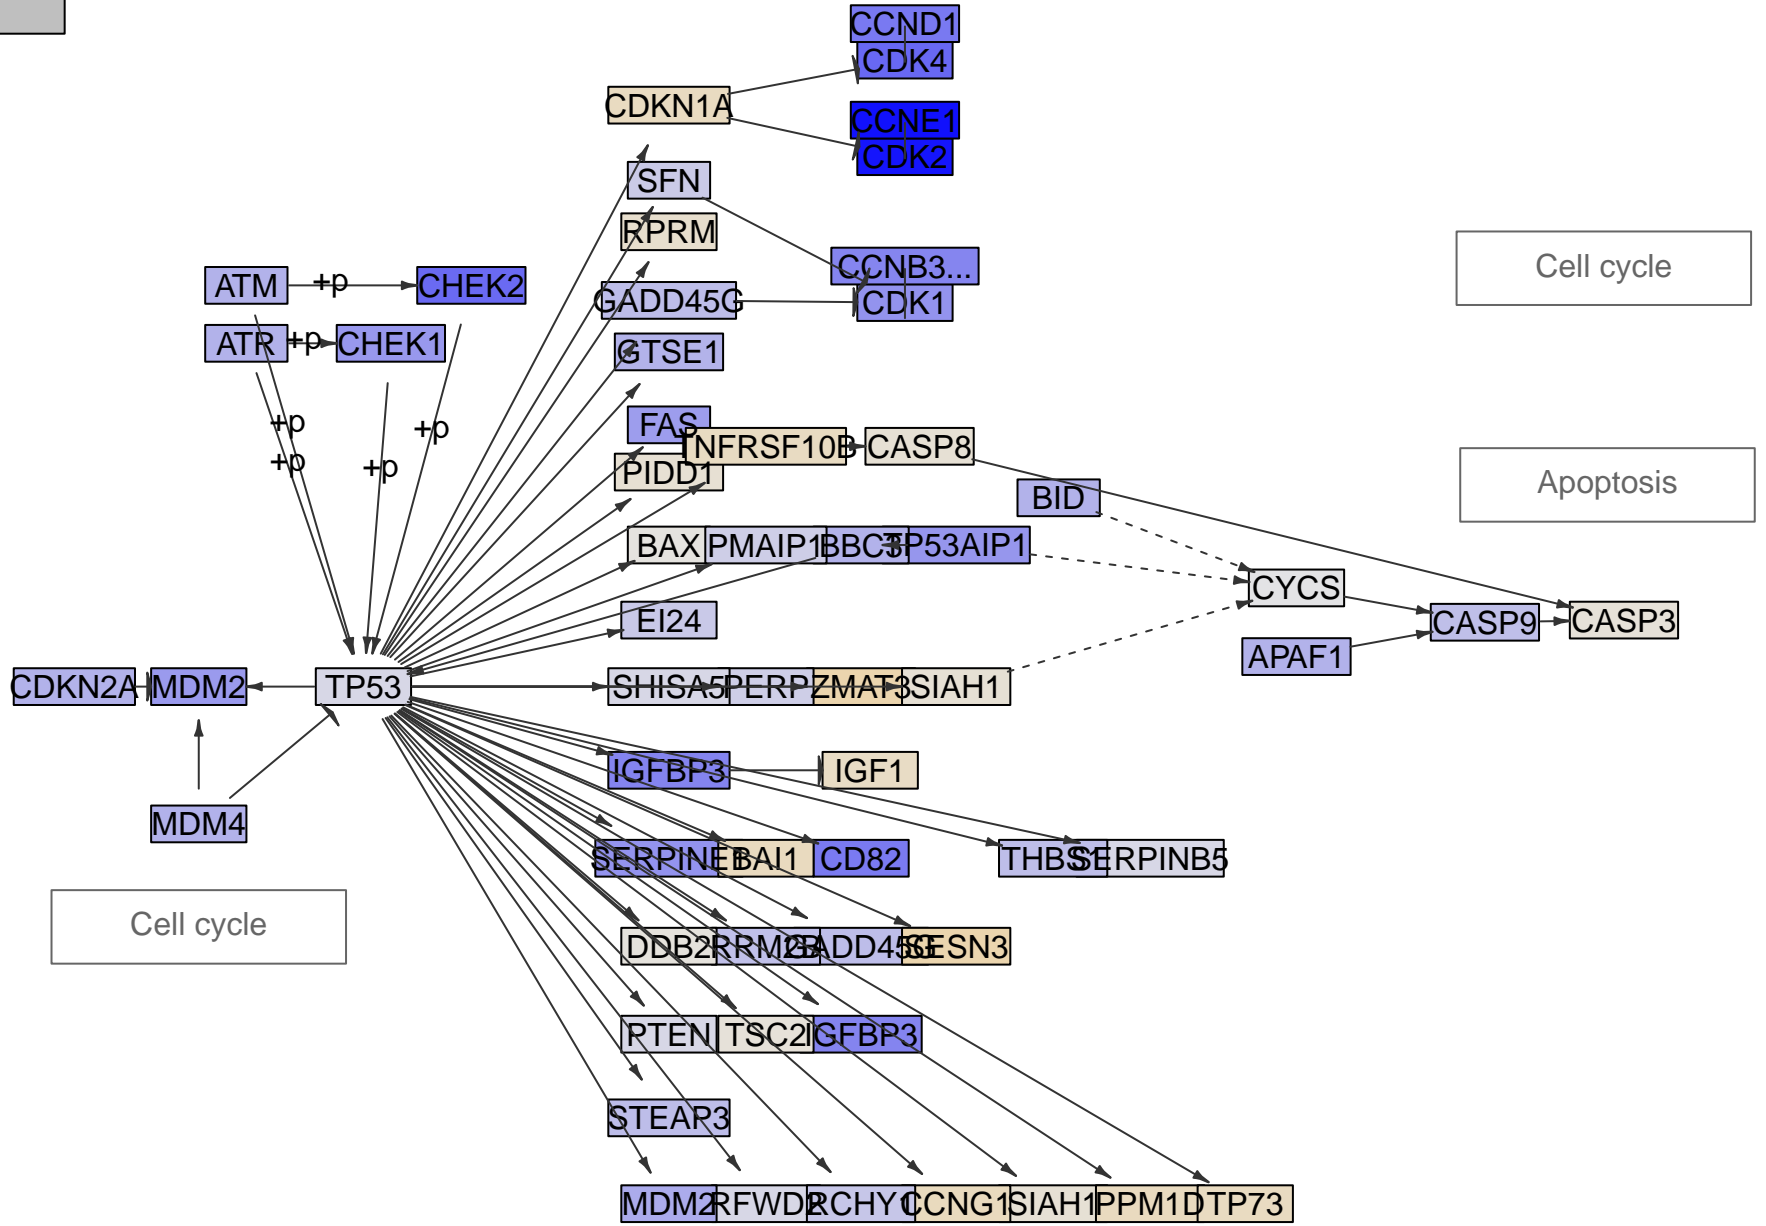 CCND1
CDK4
CDKN1A
CCNE1
CDK2
SFN
RPRM
CCNB3...
Cell cycle
ATM
+p
CHEK2
GADD45G
CDK1
ATR
+p
CHEK1
GTSE1
+p
+p
FAS
TNFRSF10B
CASP8
+p
+p
PIDD1
Apoptosis
BID
BAX
PMAIP1
BBC3
TP53AIP1
CYCS
EI24
CASP9
CASP3
APAF1
CDKN2A
MDM2
TP53
SHISA5
PERP
ZMAT3
SIAH1
IGFBP3
IGF1
MDM4
SERPINE1
BAI1
CD82
THBS1
SERPINB5
Cell cycle
DDB2
RRM2B
GADD45G
SESN3
PTEN
TSC2
IGFBP3
STEAP3
MDM2
RFWD2
RCHY1
CCNG1
SIAH1
PPM1D
TP73